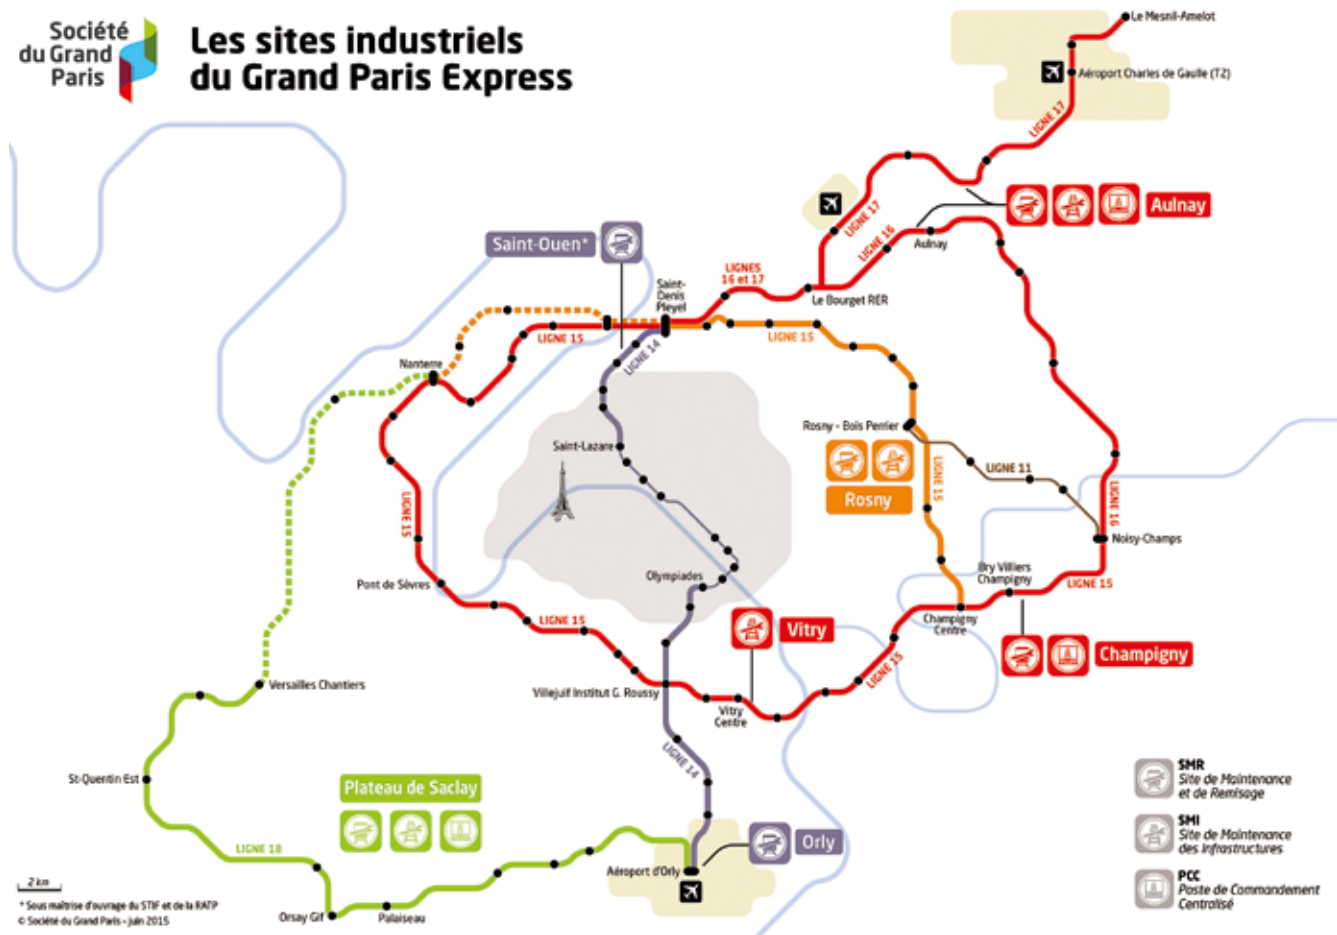 Société
du Grand
Paris
Les sites industriels
du Grand Paris Express
Le Mesnil-Amelot
Aéroport Charles de Gaulle (T2)
LIGNE 17
LIGNE 17
Aulnay
LIGNE 16
Aulnay
Saint-Ouen*
Saint-
Denis
Pleyel
LIGNES
16 et 17
Le Bourget RER
LIGNE 15
LIGNE 14
LIGNE 15
Nanterre
Saint-Lazare
Rosny - Bois Perrier
LIGNE 11
LIGNE 15
Rosny
LIGNE 16
LIGNE 15
Noisy-Champs
Pont de Sèvres
Olympiades
Bry Villiers
Champigny
LIGNE 15
LIGNE 15
Vitry
Champigny
Centre
Champigny
LIGNE 15
Versailles Chantiers
Villejuif Institut G. Roussy
Vitry
Centre
LIGNE 14
St-Quentin Est
Plateau de Saclay
SMR
Site de Maintenance
et de Remisage
SMI
Site de Maintenance
des Infrastructures
PCC
Poste de Commandement
Centralisé
Orly
LIGNE 18
Aéroport d'Orly
Orsay Gif
Palaiseau
2 km
* Sous maîtrise d'ouvrage du STIF et de la RATP
© Société du Grand Paris - juin 2015